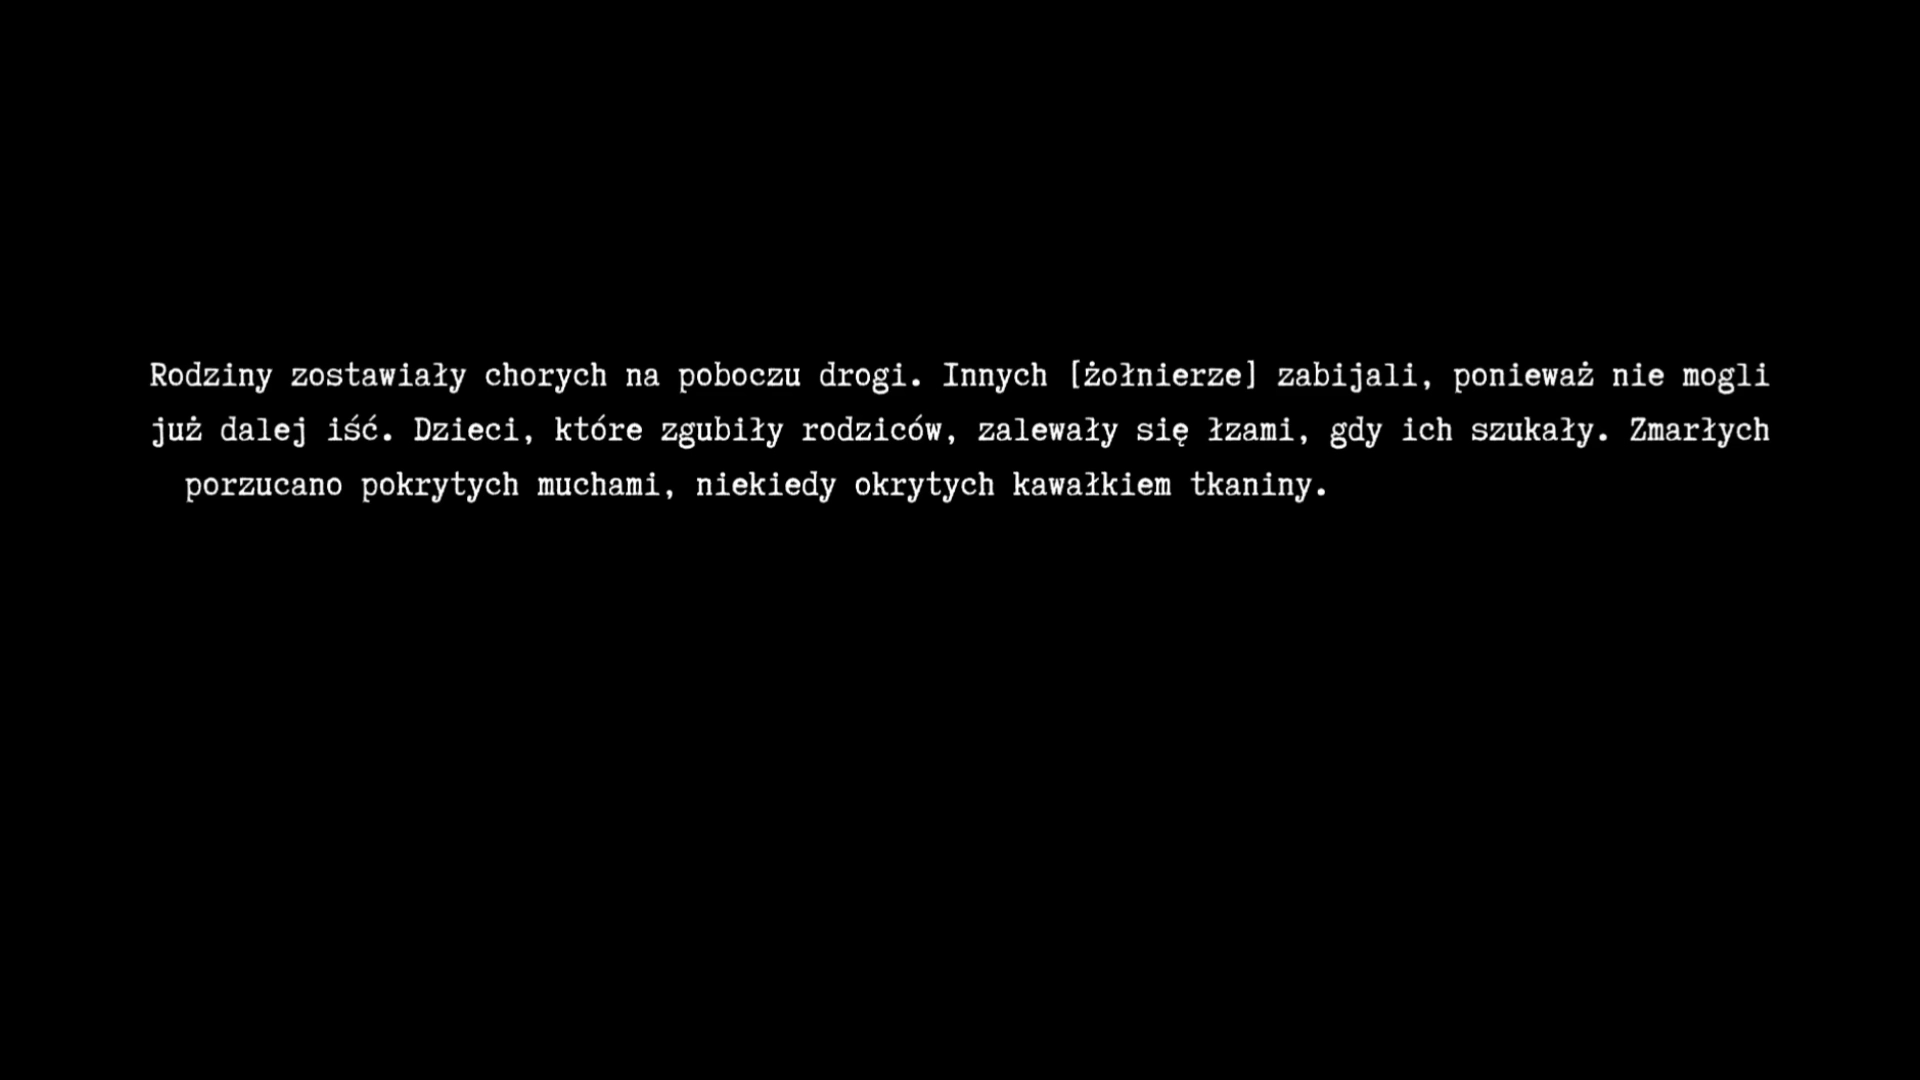 Rodziny zostawiały chorych na poboczu drogi. Innych [żołnierze] zabijali, ponieważ nie mogli
już dalej iść. Dzieci, które zgubiły rodziców, zalewały się łzami, gdy ich szukały. Zmarłych
porzucano pokrytych muchami, niekiedy okrytych kawałkiem tkaniny.